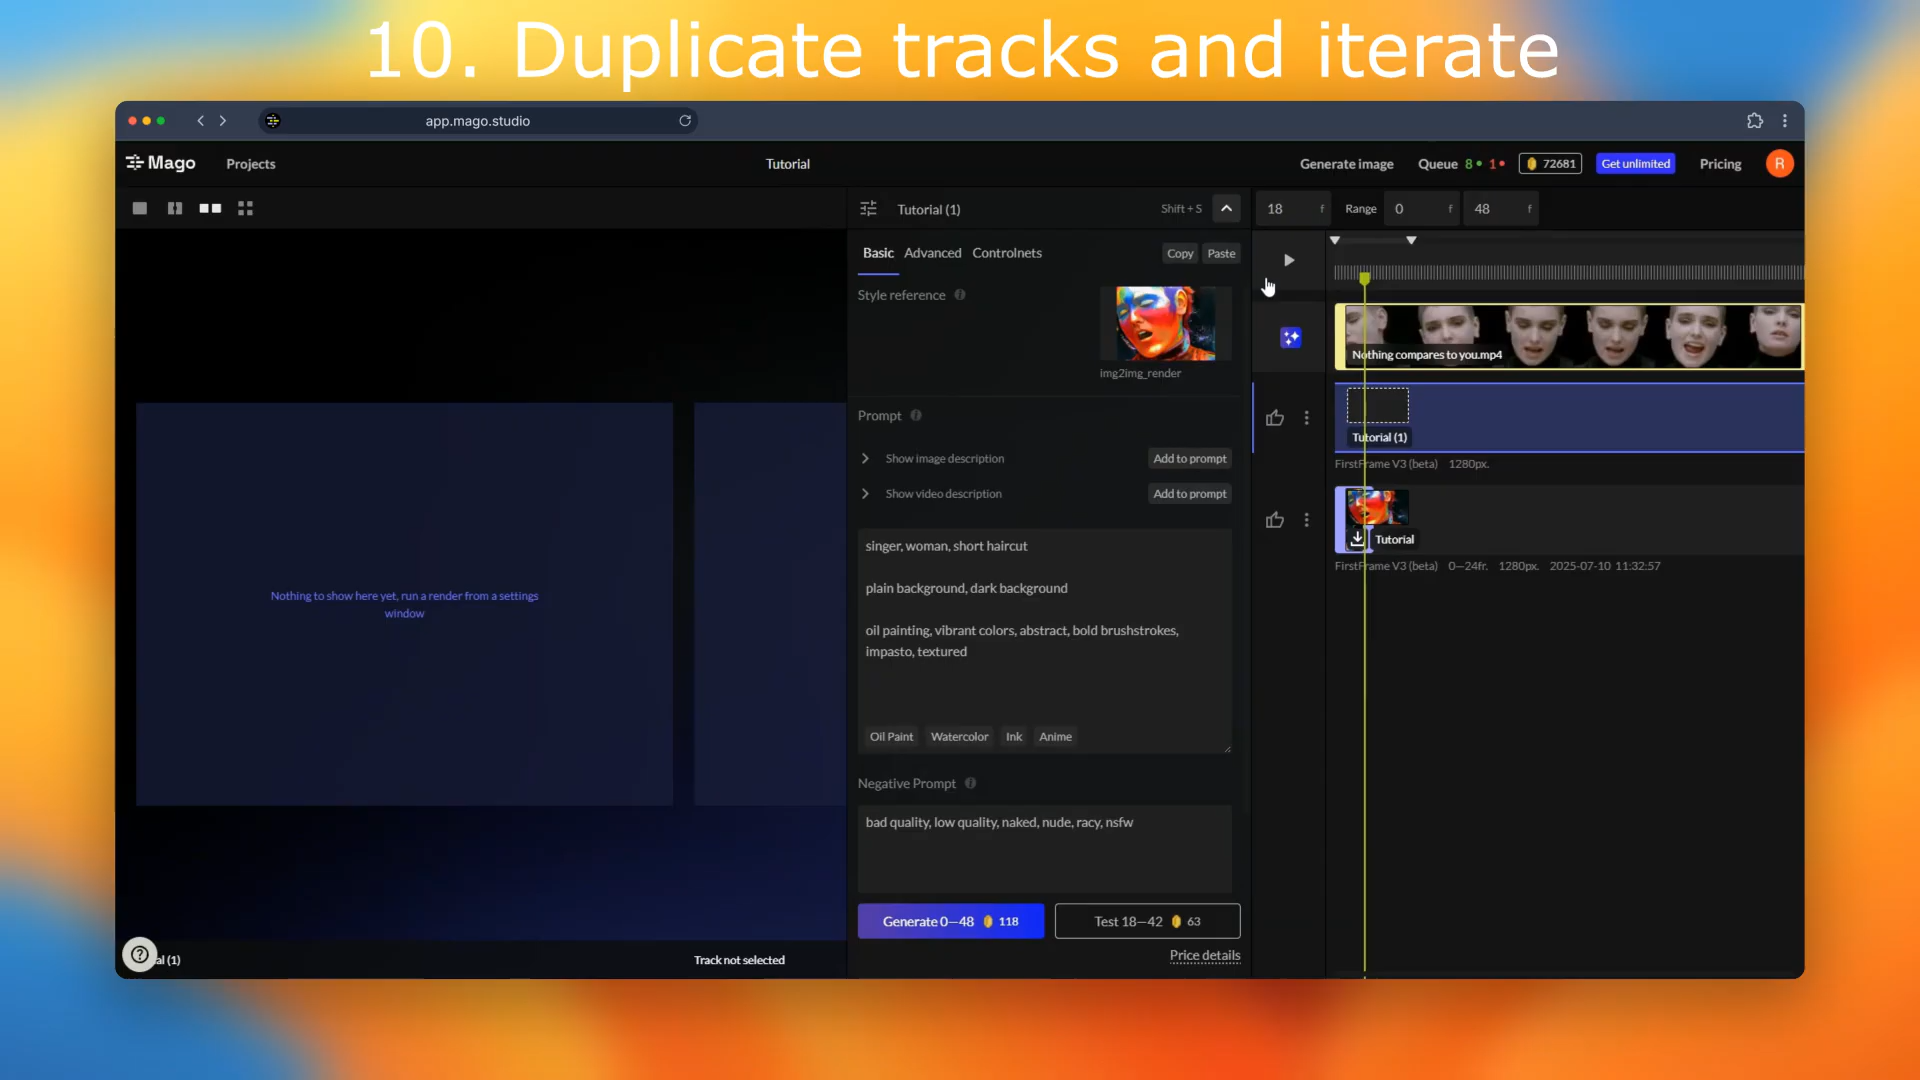 10. Duplicate tracks and iterate
app.mago.studio
Mago
Projects
Tutorial
Generate image
Queue 8 1
72681
Get unlimited
Pricing
R
Tutorial (1)
Shift + S
18 f
Range
0 f
48 f
Basic
Advanced
Controlnets
Copy
Paste
Style reference
img2img_render
Nothing compares to you.mp4
Prompt
Show image description
Add to prompt
Show video description
Add to prompt
Tutorial (1)
FirstFrame V3 (beta) 1280px.
Tutorial
FirstFrame V3 (beta) 0—24fr. 1280px. 2025-07-10 11:32:57
singer, woman, short haircut
plain background, dark background
oil painting, vibrant colors, abstract, bold brushstrokes,
impasto, textured
Nothing to show here yet, run a render from a settings
window
Oil Paint
Watercolor
Ink
Anime
Negative Prompt
bad quality, low quality, naked, nude, racy, nsfw
Generate 0—48 118
Test 18—42 63
Price details
al (1)
Track not selected